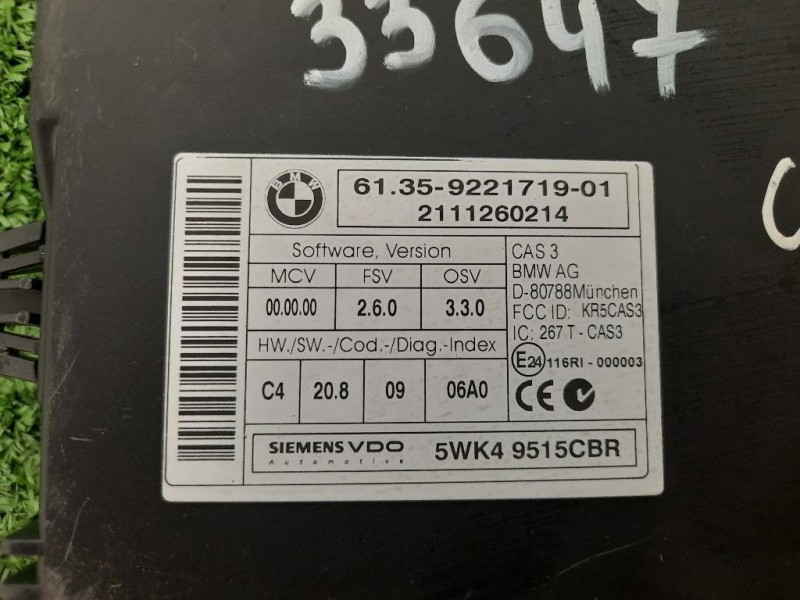 33647
BMW
61.35-9221719-01
2111260214
Software, Version
MCV FSV OSV
00.00.00 2.6.0 3.3.0
HW./SW.-/Cod.-/Diag.-Index
C4 20.8 09 06A0
CAS 3
BMW AG
D-80788München
FCC ID: KR5CAS3
IC: 267 T - CAS3
E24 116RI - 000003
CE
SIEMENS VDO
Automotive
5WK4 9515CBR